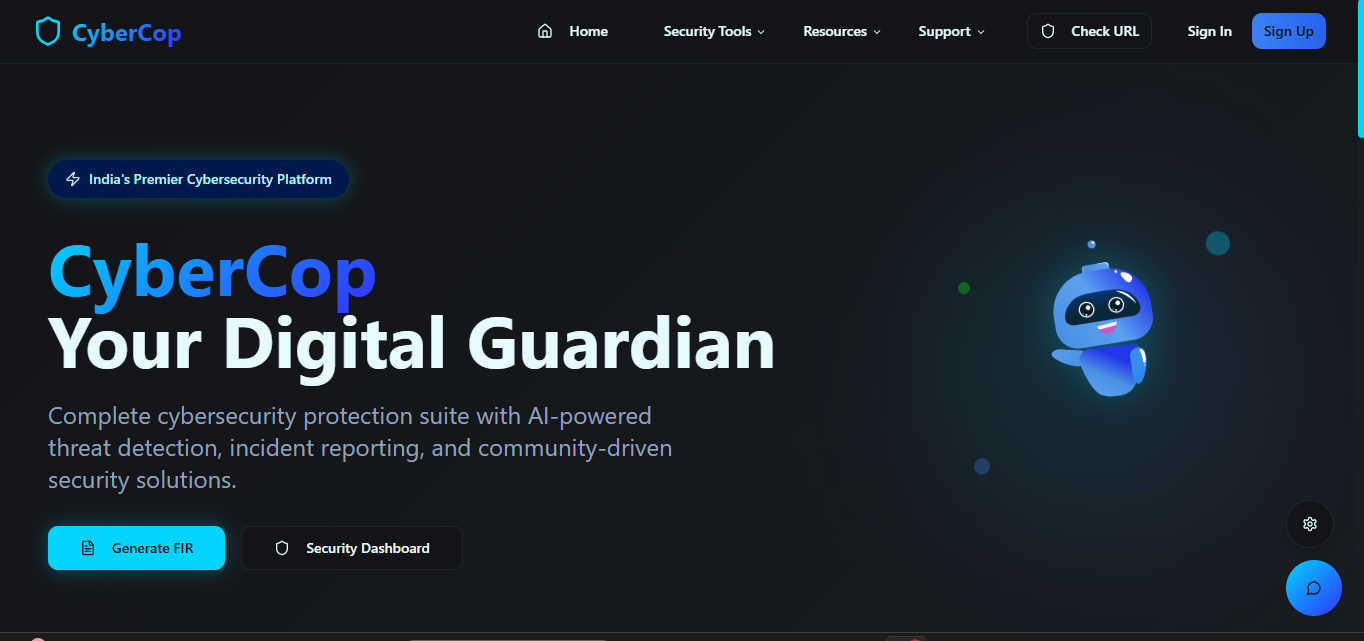 CyberCop
Home
Security Tools
Resources
Support
Check URL
Sign In
Sign Up
India's Premier Cybersecurity Platform
CyberCop
Your Digital Guardian
Complete cybersecurity protection suite with AI-powered
threat detection, incident reporting, and community-driven
security solutions.
Generate FIR
Security Dashboard